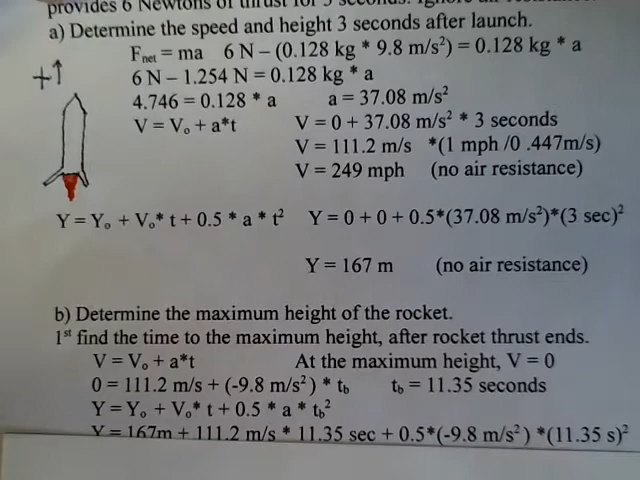 provides 6 Newtons of thrust for 3 seconds. Ignore air
a) Determine the speed and height 3 seconds after launch.
Fnet = ma 6 N – (0.128 kg * 9.8 m/s²) = 0.128 kg * a
+↑ 6 N – 1.254 N = 0.128 kg * a
4.746 = 0.128 * a a = 37.08 m/s²
V = Vₒ + a*t V = 0 + 37.08 m/s² * 3 seconds
V = 111.2 m/s *(1 mph /0 .447m/s)
V = 249 mph (no air resistance)
Y = Yₒ + Vₒ* t + 0.5 * a * t² Y = 0 + 0 + 0.5*(37.08 m/s²)*(3 sec)²
Y = 167 m (no air resistance)
b) Determine the maximum height of the rocket.
1st find the time to the maximum height, after rocket thrust ends.
V = Vₒ + a*t At the maximum height, V = 0
0 = 111.2 m/s + (-9.8 m/s² ) * tb tb = 11.35 seconds
Y = Yₒ + Vₒ* t + 0.5 * a * tb²
Y = 167m + 111.2 m/s * 11.35 sec + 0.5*(-9.8 m/s² ) *(11.35 s)²